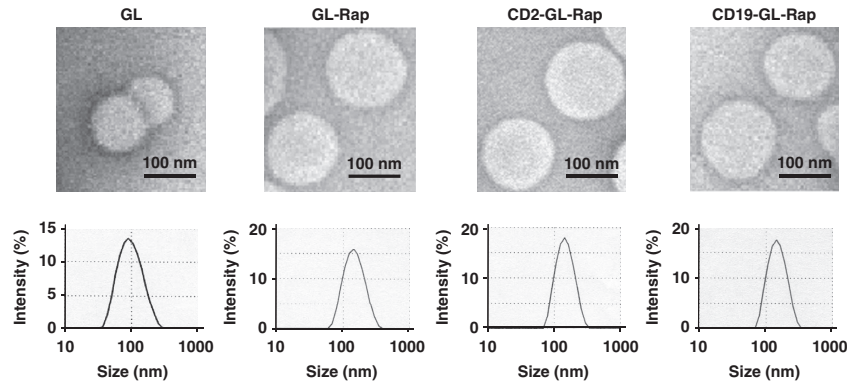 GL GL-Rap CD2-GL-Rap CD19-GL-Rap
100 nm 100 nm 100 nm 100 nm
Intensity (%)
15
10
5
0
10 100 1000
Size (nm)
Intensity (%)
20
10
0
10 100 1000
Size (nm)
Intensity (%)
20
10
0
10 100 1000
Size (nm)
Intensity (%)
20
10
0
10 100 1000
Size (nm)